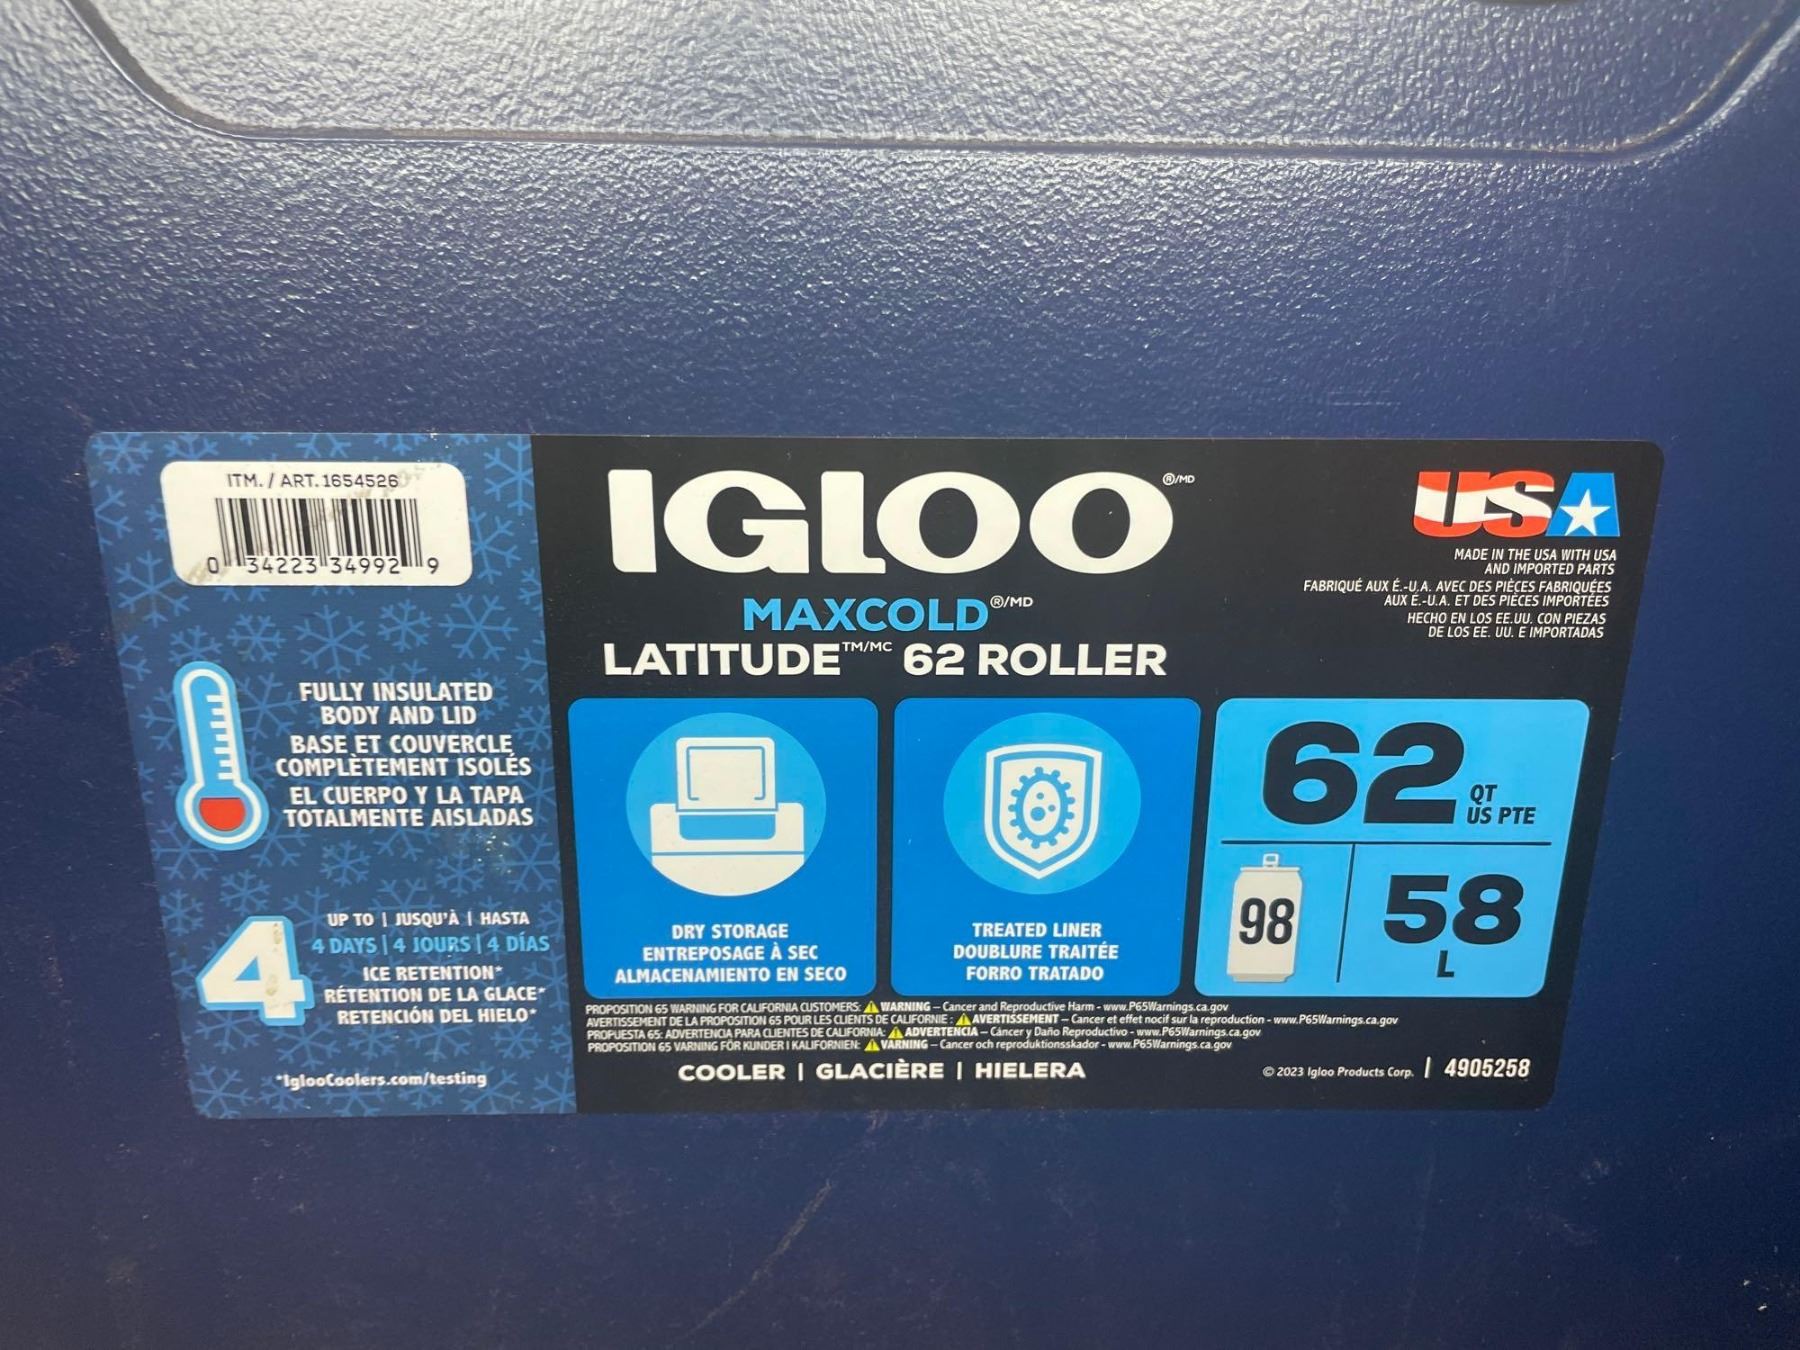 ITM. / ART. 1654526
0 34223 34992 9
FULLY INSULATED
BODY AND LID
BASE ET COUVERCLE
COMPLÈTEMENT ISOLÉS
EL CUERPO Y LA TAPA
TOTALMENTE AISLADAS
4
UP TO | JUSQU'À | HASTA
4 DAYS | 4 JOURS | 4 DÍAS
ICE RETENTION*
RÉTENTION DE LA GLACE*
RETENCIÓN DEL HIELO*
*IglooCoolers.com/testing
IGLOO®/MD
MAXCOLD®/MD
LATITUDE™/MC 62 ROLLER
USA
MADE IN THE USA WITH USA
AND IMPORTED PARTS
FABRIQUÉ AUX É.-U.A. AVEC DES PIÈCES FABRIQUÉES
AUX É.-U.A. ET DES PIÈCES IMPORTÉES
HECHO EN LOS EE.UU. CON PIEZAS
DE LOS EE. UU. E IMPORTADAS
DRY STORAGE
ENTREPOSAGE À SEC
ALMACENAMIENTO EN SECO
TREATED LINER
DOUBLURE TRAITÉE
FORRO TRATADO
62 QT
US PTE
98
58
L
PROPOSITION 65 WARNING FOR CALIFORNIA CUSTOMERS: ⚠ WARNING – Cancer and Reproductive Harm - www.P65Warnings.ca.gov
AVERTISSEMENT DE LA PROPOSITION 65 POUR LES CLIENTS DE CALIFORNIE : ⚠ AVERTISSEMENT – Cancer et effet nocif sur la reproduction - www.P65Warnings.ca.gov
PROPUESTA 65: ADVERTENCIA PARA CLIENTES DE CALIFORNIA: ⚠ ADVERTENCIA – Cáncer y Daño Reproductivo - www.P65Warnings.ca.gov
PROPOSITION 65 VARNING FÖR KUNDER I KALIFORNIEN: ⚠ VARNING – Cancer och reproduktionsskador - www.P65Warnings.ca.gov
COOLER | GLACIÈRE | HIELERA
© 2023 Igloo Products Corp. | 4905258